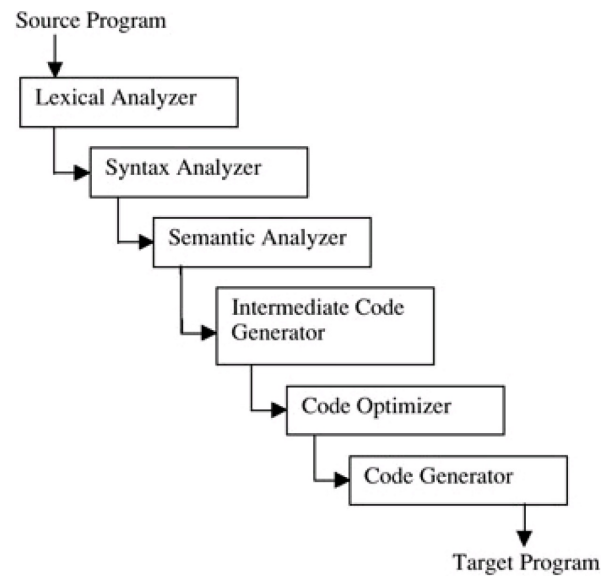 Source Program
Lexical Analyzer
Syntax Analyzer
Semantic Analyzer
Intermediate Code
Generator
Code Optimizer
Code Generator
Target Program